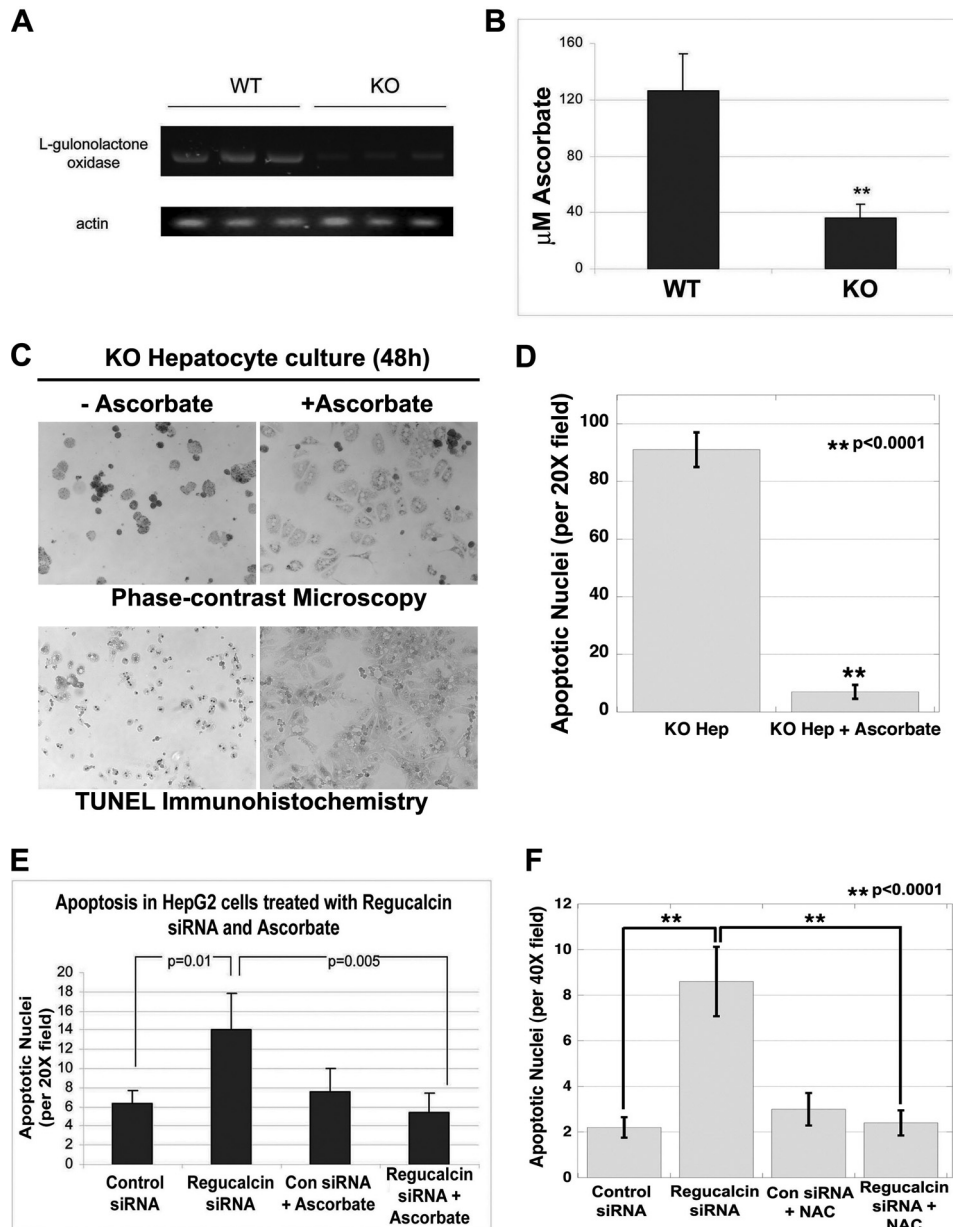 A
WT
KO
L-gulonolactone
oxidase
actin
B
160
120
80
40
0
μM Ascorbate
**
WT
KO
C
KO Hepatocyte culture (48h)
- Ascorbate
+Ascorbate
Phase-contrast Microscopy
TUNEL Immunohistochemistry
D
Apoptotic Nuclei (per 20X field)
100
80
60
40
20
0
** p<0.0001
**
KO Hep
KO Hep + Ascorbate
E
Apoptosis in HepG2 cells treated with Regucalcin
siRNA and Ascorbate
p=0.01
p=0.005
Apoptotic Nuclei
(per 20X field)
20
18
16
14
12
10
8
6
4
2
0
Control
siRNA
Regucalcin
siRNA
Con siRNA
+ Ascorbate
Regucalcin
siRNA +
Ascorbate
F
** p<0.0001
Apoptotic Nuclei (per 40X field)
12
10
8
6
4
2
0
**
**
Control
siRNA
Regucalcin
siRNA
Con siRNA
+ NAC
Regucalcin
siRNA +
NAC